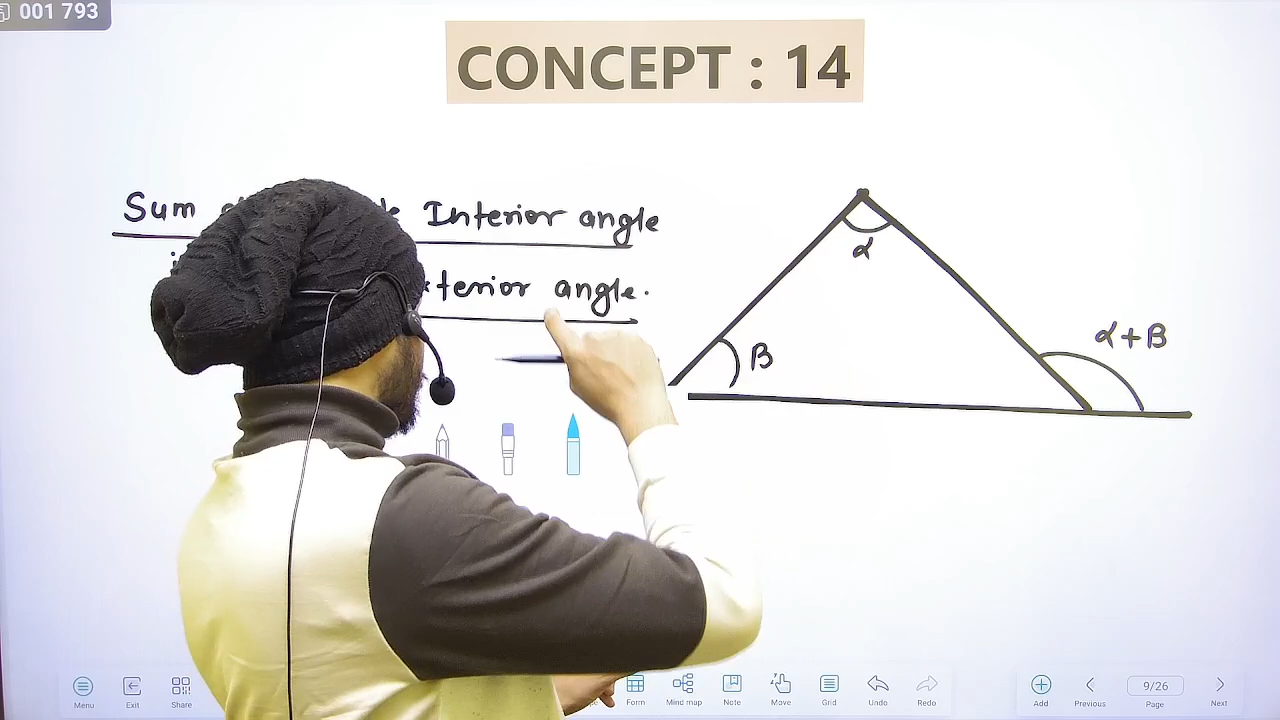 001 793
CONCEPT : 14
Sum Interior angle
angle.
α
β
α+β
Menu
Exit
Share
Form
Mind map
Note
Move
Grid
Undo
Redo
Add
Previous
9/26
Page
Next